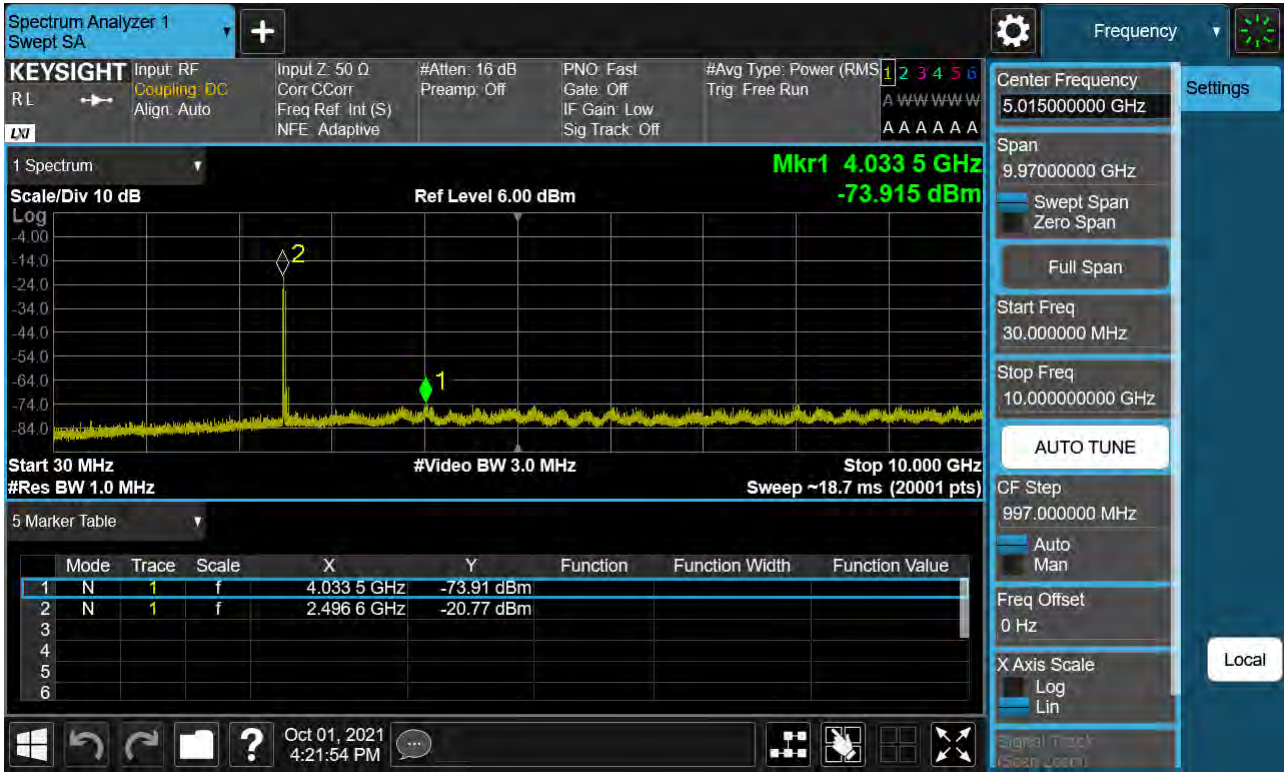 Spectrum Analyzer 1
Swept SA
Frequency
KEYSIGHT
RL
LXI
Input: RF
Coupling: DC
Align: Auto
Input Z: 50 Ω
Corr CCorr
Freq Ref: Int (S)
NFE: Adaptive
#Atten: 16 dB
Preamp: Off
PNO: Fast
Gate: Off
IF Gain: Low
Sig Track: Off
#Avg Type: Power (RMS
Trig: Free Run
1 2 3 4 5 6
A W W W W W
A A A A A A
1 Spectrum
Mkr1 4.033 5 GHz
Scale/Div 10 dB
Ref Level 6.00 dBm
-73.915 dBm
Log
-4.00
-14.0
-24.0
-34.0
-44.0
-54.0
-64.0
-74.0
-84.0
2
1
Start 30 MHz
#Video BW 3.0 MHz
Stop 10.000 GHz
#Res BW 1.0 MHz
Sweep ~18.7 ms (20001 pts)
5 Marker Table
Mode Trace Scale X Y Function Function Width Function Value
1 N 1 f 4.033 5 GHz -73.91 dBm
2 N 1 f 2.496 6 GHz -20.77 dBm
3
4
5
6
Oct 01, 2021
4:21:54 PM
Center Frequency
5.015000000 GHz
Settings
Span
9.97000000 GHz
Swept Span
Zero Span
Full Span
Start Freq
30.000000 MHz
Stop Freq
10.000000000 GHz
AUTO TUNE
CF Step
997.000000 MHz
Auto
Man
Freq Offset
0 Hz
X Axis Scale
Log
Lin
Local
Signal Track
(Span Zoom)